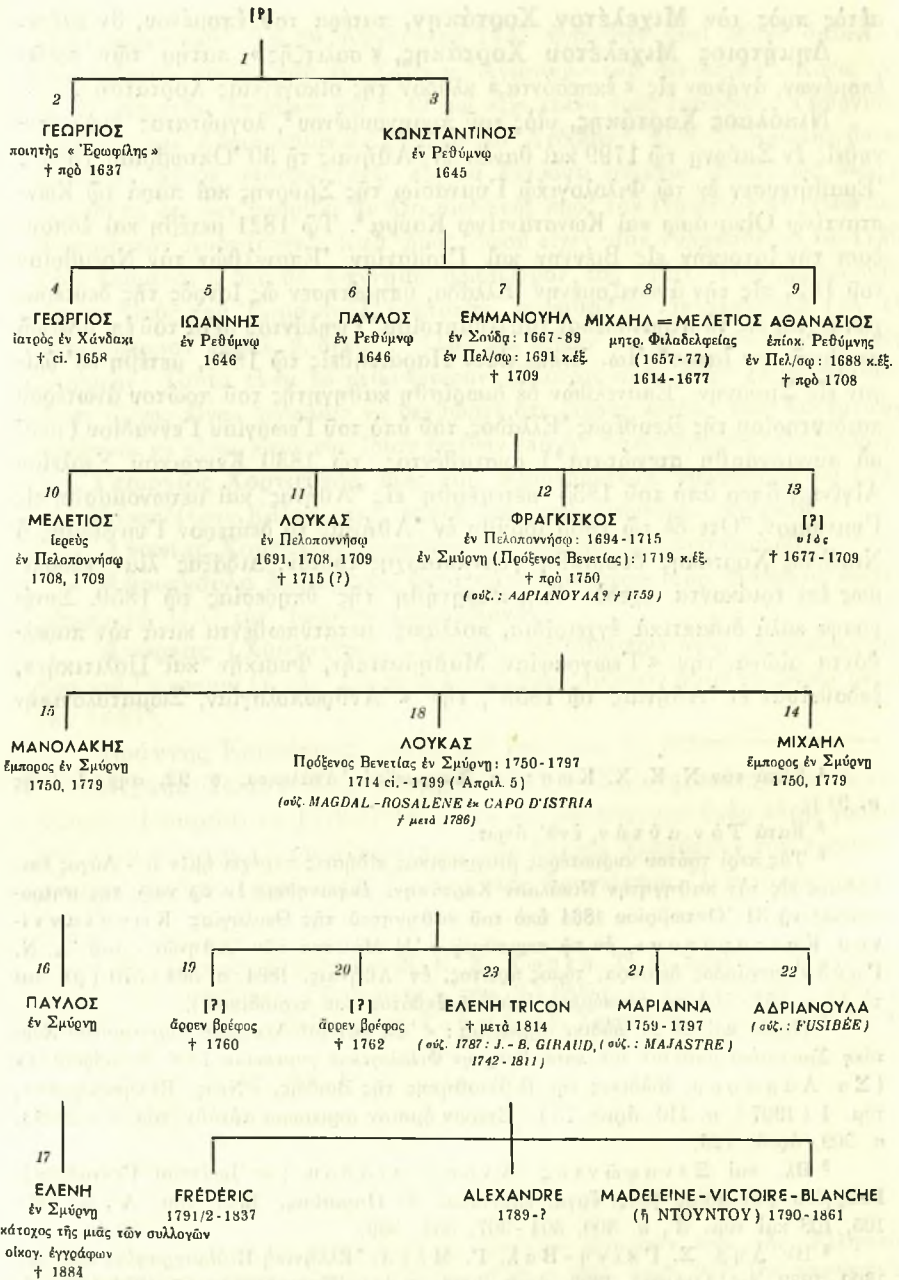 [?]
1
2 3
ΓΕΩΡΓΙΟΣ ΚΩΝΣΤΑΝΤΙΝΟΣ
ποιητὴς « Ἐρωφίλης » ἐν Ρεθύμνῳ
† πρὸ 1637 1645
4 5 6 7 8 9
ΓΕΩΡΓΙΟΣ ΙΩΑΝΝΗΣ ΠΑΥΛΟΣ ΕΜΜΑΝΟΥΗΛ ΜΙΧΑΗΛ = ΜΕΛΕΤΙΟΣ ΑΘΑΝΑΣΙΟΣ
ἰατρὸς ἐν Χάνδακι ἐν Ρεθύμνῳ ἐν Ρεθύμνῳ ἐν Σούδᾳ : 1667 - 89 μητρ. Φιλαδελφείας ἐπίσκ. Ρεθύμνης
† ci. 1658 1646 1646 ἐν Πελ/σῳ : 1691 κ.ἑξ. (1657 - 77) ἐν Πελ/σῳ : 1688 κ.ἑξ.
† 1709 1614 - 1677 † πρὸ 1708
10 11 12 13
ΜΕΛΕΤΙΟΣ ΛΟΥΚΑΣ ΦΡΑΓΚΙΣΚΟΣ [?]
ἱερεὺς ἐν Πελοποννήσῳ ἐν Πελοποννήσῳ : 1694 - 1715 υἱὸς
ἐν Πελοποννήσῳ 1691, 1708, 1709 ἐν Σμύρνῃ (Πρόξενος Βενετίας) : 1719 κ.ἑξ. † 1677 - 1709
1708, 1709 † 1715 (?) † πρὸ 1750
(σύζ. : ΑΔΡΙΑΝΟΥΛΑ? † 1759)
15 18 14
ΜΑΝΟΛΑΚΗΣ ΛΟΥΚΑΣ ΜΙΧΑΗΛ
ἔμπορος ἐν Σμύρνῃ Πρόξενος Βενετίας ἐν Σμύρνῃ : 1750 - 1797 ἔμπορος ἐν Σμύρνῃ
1750, 1779 1714 ci. - 1799 (Ἀπριλ. 5) 1750, 1779
(σύζ. MAGDAL - ROSALENE ἐκ CAPO D'ISTRIA
† μετὰ 1786)
16 19 20 23 21 22
ΠΑΥΛΟΣ [?] [?] ΕΛΕΝΗ TRICON ΜΑΡΙΑΝΝΑ ΑΔΡΙΑΝΟΥΛΑ
ἐν Σμύρνῃ ἄρρεν βρέφος ἄρρεν βρέφος † μετὰ 1814 1759 - 1797 (σύζ. : FUSIBÉE)
† 1760 † 1762 (σύζ. 1787 : J. - B. GIRAUD, (σύζ. : MAJASTRE)
1742 - 1811)
17
ΕΛΕΝΗ FRÉDÉRIC ALEXANDRE MADELEINE - VICTOIRE - BLANCHE
ἐν Σμύρνῃ 1791/2 - 1837 1789 - ? (ἡ ΝΤΟΥΝΤΟΥ) 1790 - 1861
κάτοχος τῆς μιᾶς τῶν συλλογῶν
οἰκογ. ἐγγράφων
† 1884